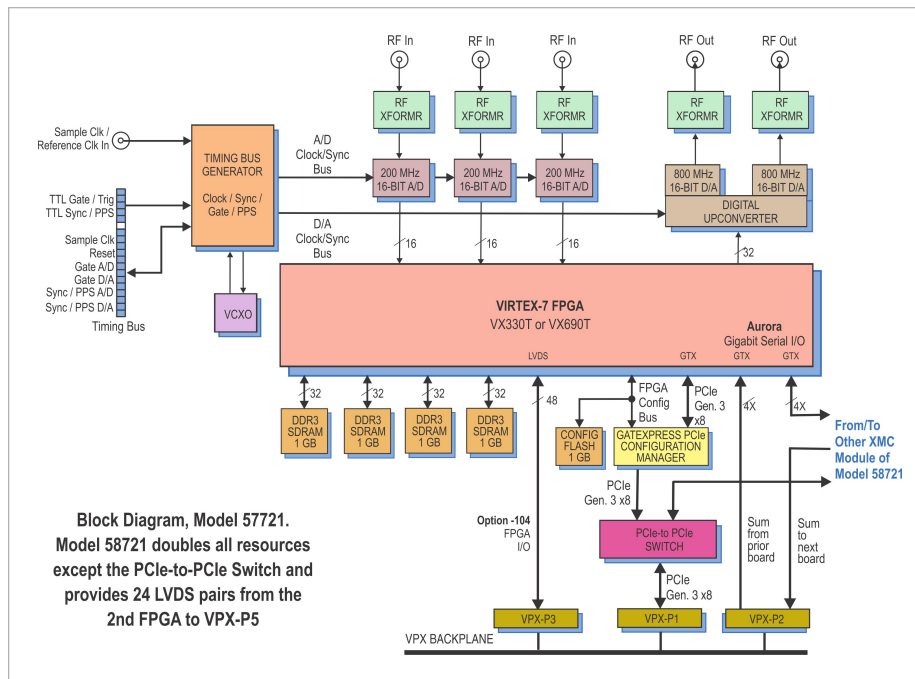 RF In
RF In
RF In
RF Out
RF Out
RF
XFORMR
RF
XFORMR
RF
XFORMR
RF
XFORMR
RF
XFORMR
Sample Clk /
Reference Clk In
TIMING BUS
GENERATOR
Clock / Sync /
Gate / PPS
A/D
Clock/Sync
Bus
200 MHz
16-BIT A/D
200 MHz
16-BIT A/D
200 MHz
16-BIT A/D
800 MHz
16-BIT D/A
800 MHz
16-BIT D/A
DIGITAL
UPCONVERTER
TTL Gate / Trig
TTL Sync / PPS
Sample Clk
Reset
Gate A/D
Gate D/A
Sync / PPS A/D
Sync / PPS D/A
Timing Bus
D/A
Clock/Sync
Bus
16
16
16
32
VCXO
VIRTEX-7 FPGA
VX330T or VX690T
Aurora
Gigabit Serial I/O
LVDS
GTX
GTX
GTX
32
32
32
32
48
FPGA
Config
Bus
PCIe
Gen. 3
x8
4X
4X
DDR3
SDRAM
1 GB
DDR3
SDRAM
1 GB
DDR3
SDRAM
1 GB
DDR3
SDRAM
1 GB
CONFIG
FLASH
1 GB
GATEXPRESS PCIe
CONFIGURATION
MANAGER
From/To
Other XMC
Module of
Model 58721
PCIe
Gen. 3 x8
Block Diagram, Model 57721.
Model 58721 doubles all resources
except the PCIe-to-PCIe Switch and
provides 24 LVDS pairs from the
2nd FPGA to VPX-P5
Option -104
FPGA
I/O
PCIe-to PCIe
SWITCH
Sum
from
prior
board
Sum
to
next
board
PCIe
Gen. 3 x8
VPX-P3
VPX-P1
VPX-P2
VPX BACKPLANE